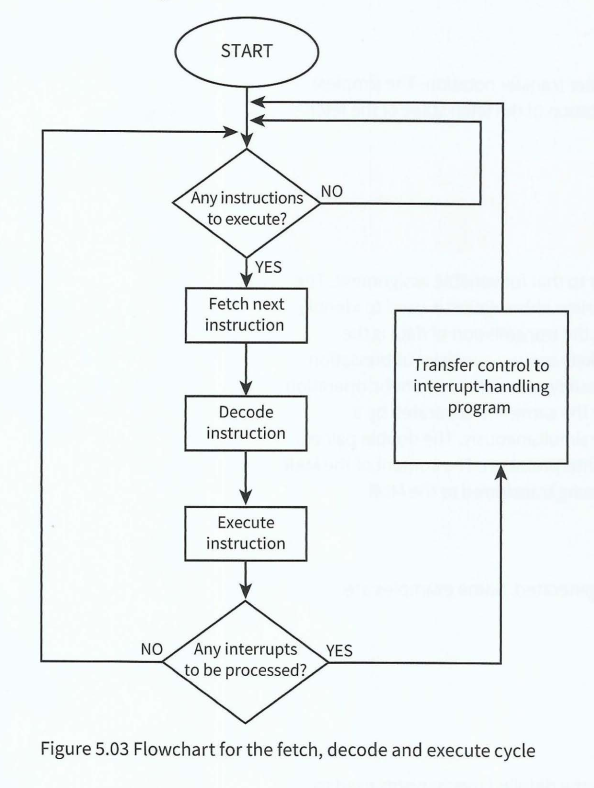 START
Any instructions
to execute?
NO
YES
Fetch next
instruction
Decode
instruction
Execute
instruction
Any interrupts
to be processed?
NO
YES
Transfer control to
interrupt-handling
program
Figure 5.03 Flowchart for the fetch, decode and execute cycle